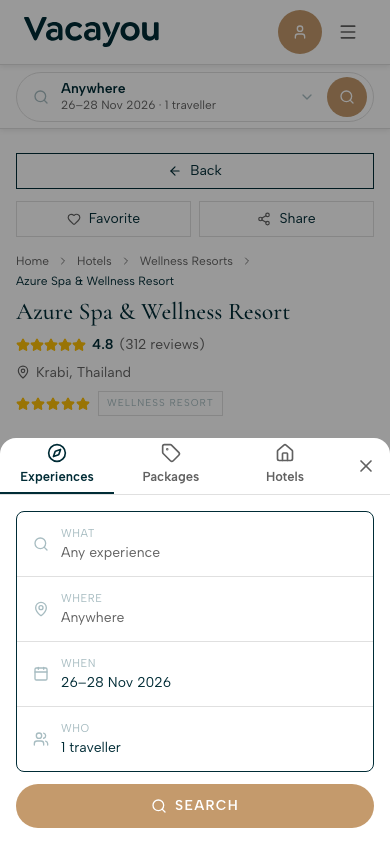 Vacayou
Anywhere
26–28 Nov 2026 · 1 traveller
Back
Favorite
Share
Home
Hotels
Wellness Resorts
Azure Spa & Wellness Resort
Azure Spa & Wellness Resort
4.8 (312 reviews)
Krabi, Thailand
WELLNESS RESORT
Experiences
Packages
Hotels
WHAT
Any experience
WHERE
Anywhere
WHEN
26–28 Nov 2026
WHO
1 traveller
SEARCH